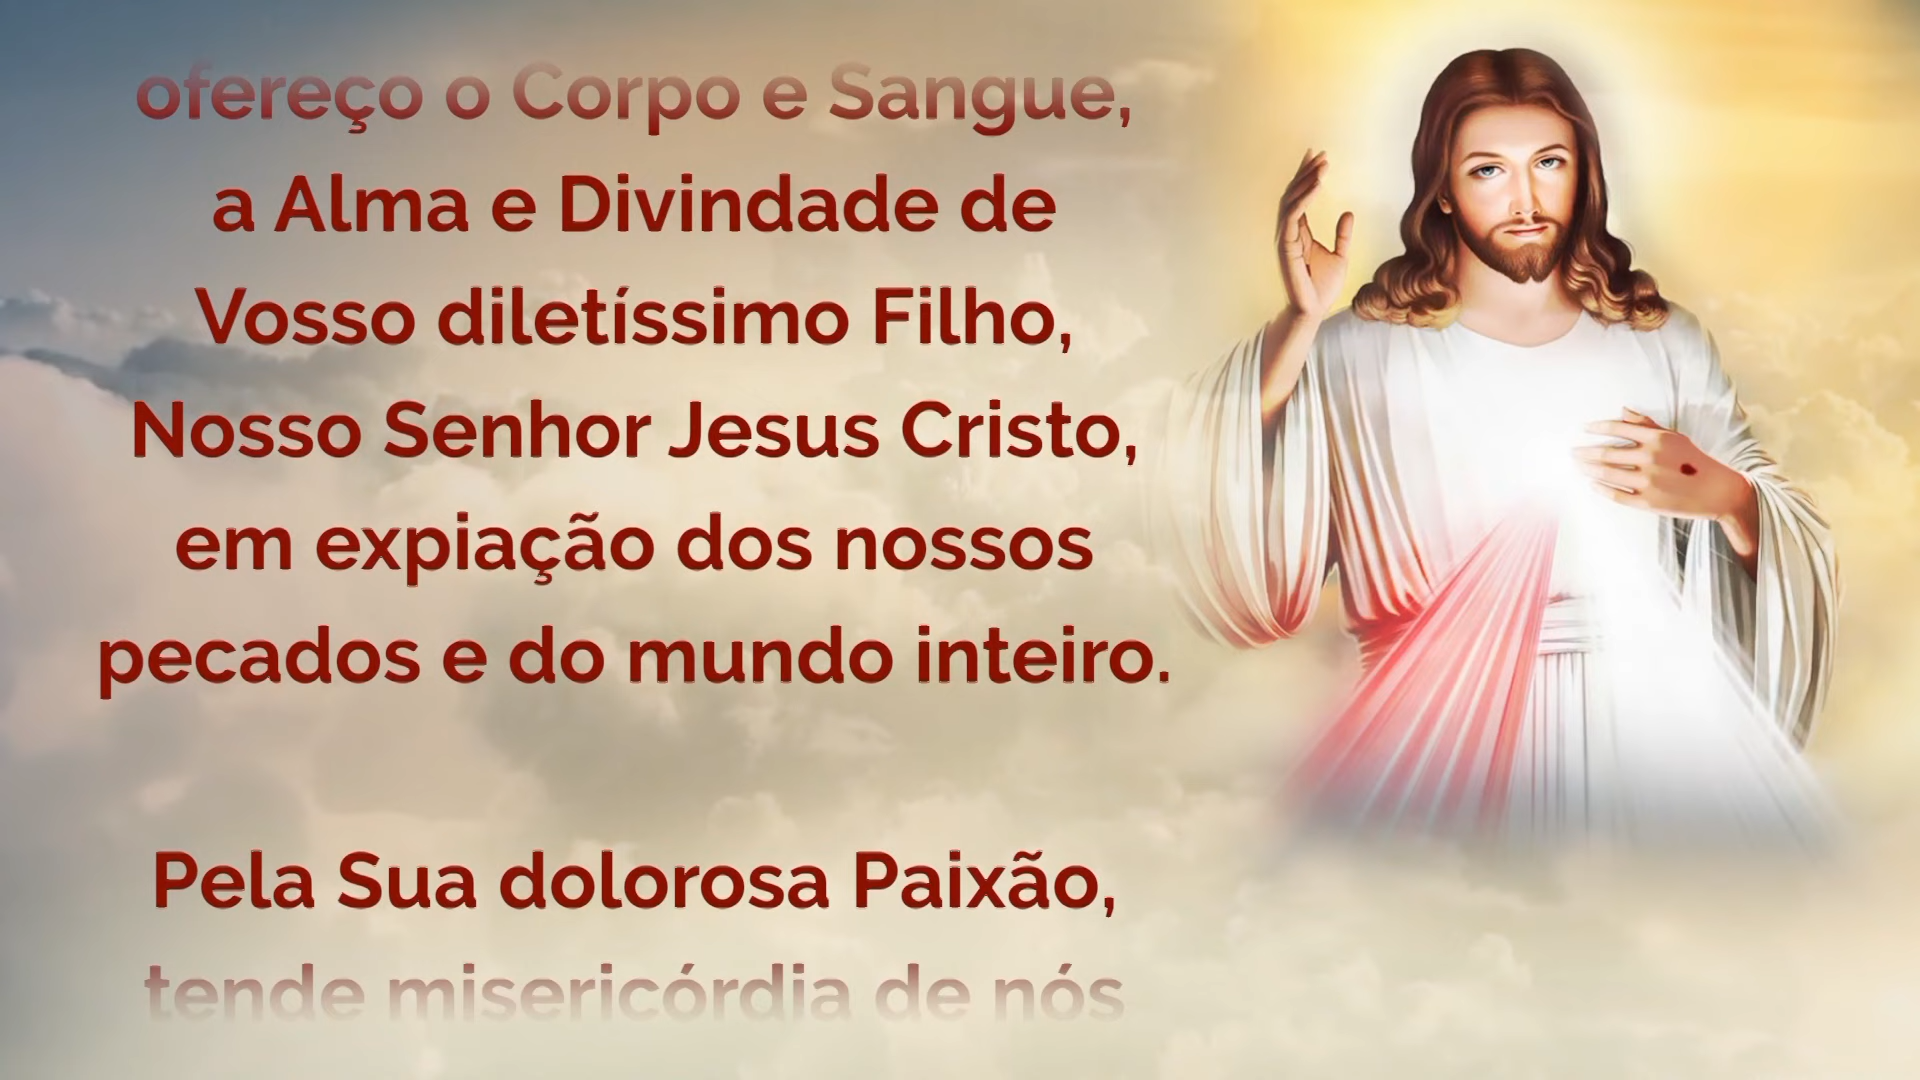 ofereço o Corpo e Sangue,
a Alma e Divindade de
Vosso diletíssimo Filho,
Nosso Senhor Jesus Cristo,
em expiação dos nossos
pecados e do mundo inteiro.
Pela Sua dolorosa Paixão,
tende misericórdia de nós